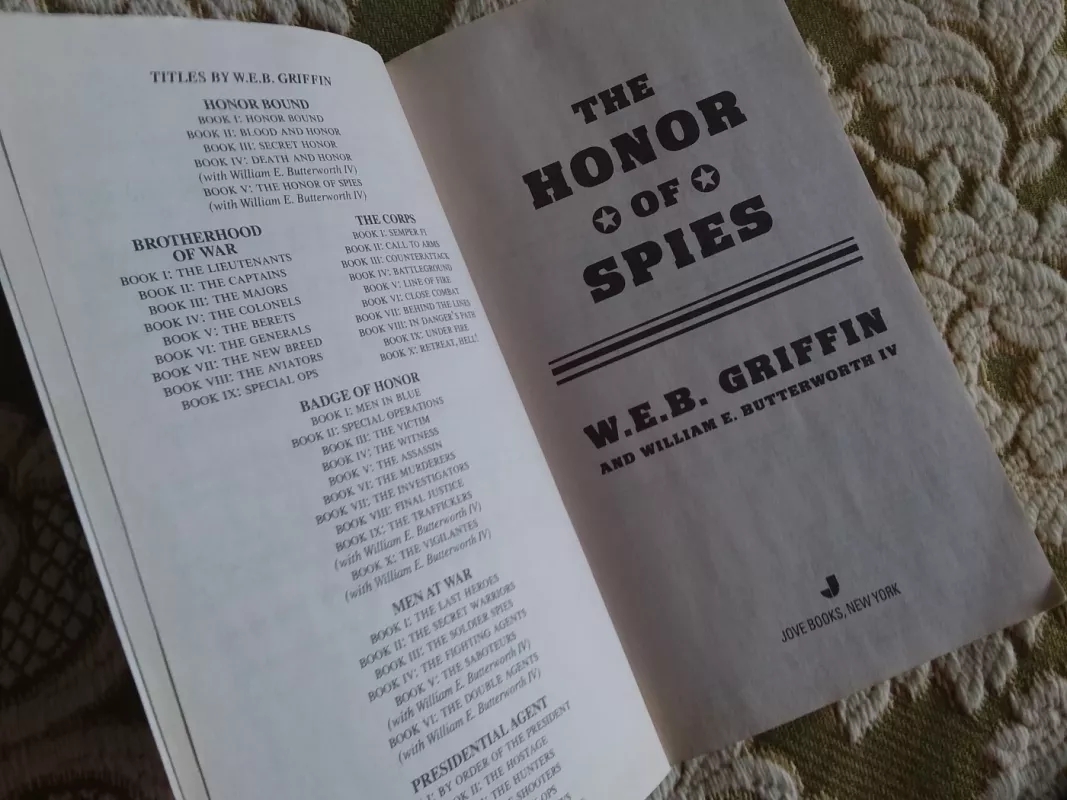 TITLES BY W.E.B. GRIFFIN
HONOR BOUND
BOOK I: HONOR BOUND
BOOK II: BLOOD AND HONOR
BOOK III: SECRET HONOR
BOOK IV: DEATH AND HONOR
(with William E. Butterworth IV)
BOOK V: THE HONOR OF SPIES
(with William E. Butterworth IV)
BROTHERHOOD
OF WAR
BOOK I: THE LIEUTENANTS
BOOK II: THE CAPTAINS
BOOK III: THE MAJORS
BOOK IV: THE COLONELS
BOOK V: THE BERETS
BOOK VI: THE GENERALS
BOOK VII: THE NEW BREED
BOOK VIII: THE AVIATORS
BOOK IX: SPECIAL OPS
THE CORPS
BOOK I: SEMPER FI
BOOK II: CALL TO ARMS
BOOK III: COUNTERATTACK
BOOK IV: BATTLEGROUND
BOOK V: LINE OF FIRE
BOOK VI: CLOSE COMBAT
BOOK VII: BEHIND THE LINES
BOOK VIII: IN DANGER'S PATH
BOOK IX: UNDER FIRE
BOOK X: RETREAT, HELL!
BADGE OF HONOR
BOOK I: MEN IN BLUE
BOOK II: SPECIAL OPERATIONS
BOOK III: THE VICTIM
BOOK IV: THE WITNESS
BOOK V: THE ASSASSIN
BOOK VI: THE MURDERERS
BOOK VII: THE INVESTIGATORS
BOOK VIII: FINAL JUSTICE
BOOK IX: THE TRAFFICKERS
(with William E. Butterworth IV)
BOOK X: THE VIGILANTES
(with William E. Butterworth IV)
MEN AT WAR
BOOK I: THE LAST HEROES
BOOK II: THE SECRET WARRIORS
BOOK III: THE SOLDIER SPIES
BOOK IV: THE FIGHTING AGENTS
BOOK V: THE SABOTEURS
(with William E. Butterworth IV)
BOOK VI: THE DOUBLE AGENTS
(with William E. Butterworth IV)
PRESIDENTIAL AGENT
I: BY ORDER OF THE PRESIDENT
II: THE HOSTAGE
THE HUNTERS
SHOOTERS
OPS
THE
HONOR
OF
SPIES
W.E.B. GRIFFIN
AND WILLIAM E. BUTTERWORTH IV
J
JOVE BOOKS, NEW YORK